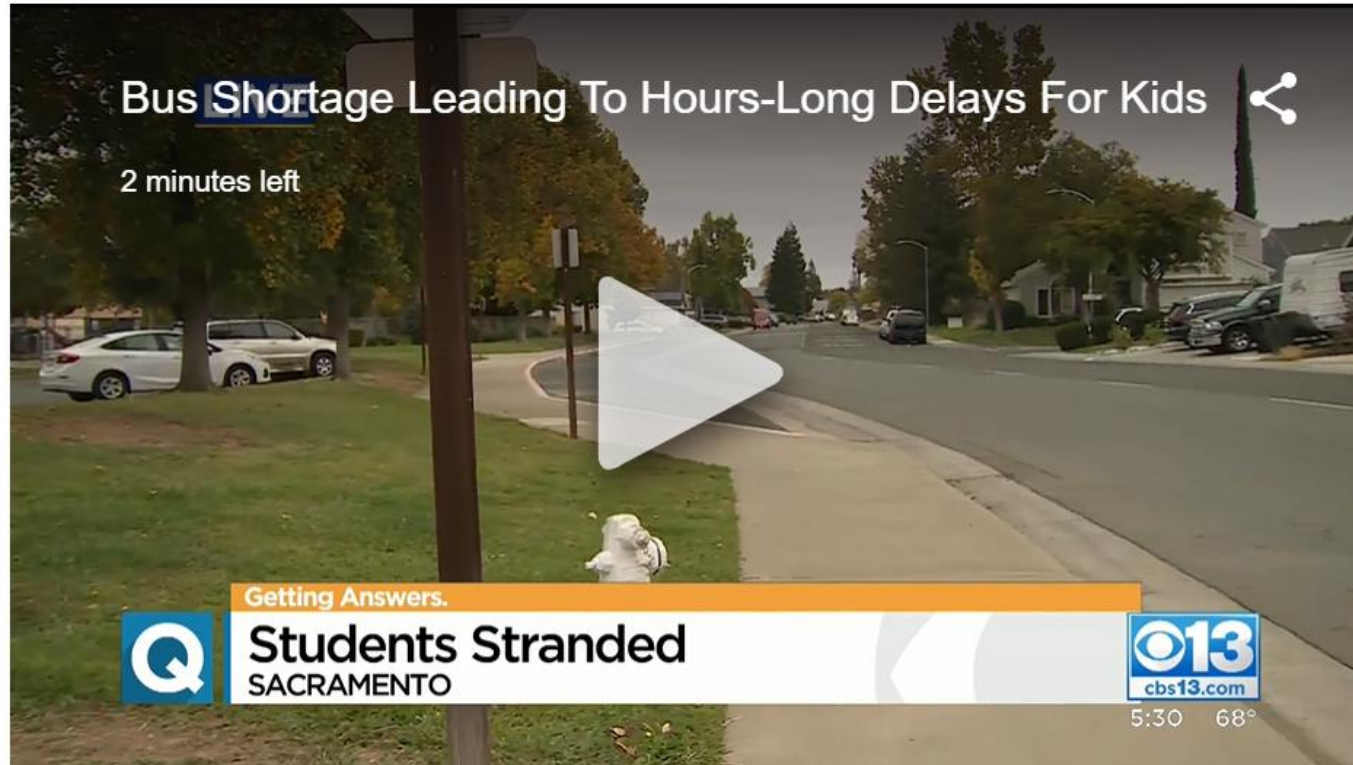 Bus Shortage Leading To Hours-Long Delays For Kids
LIVE
2 minutes left
Getting Answers.
Q
Students Stranded
SACRAMENTO
13
cbs13.com
5:30 68°